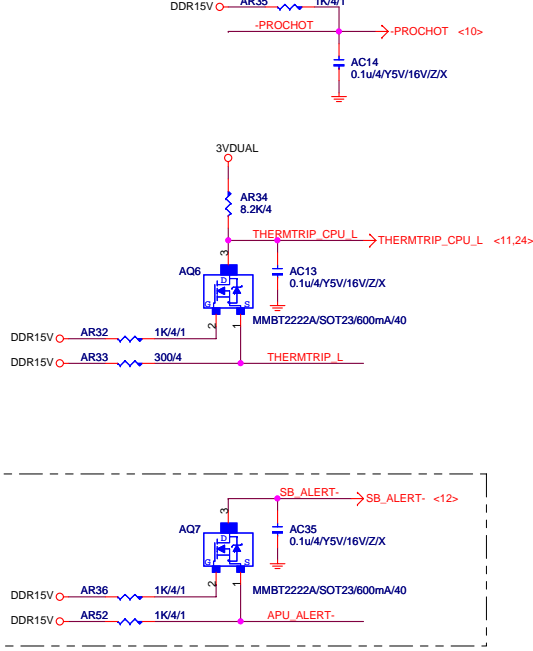 DDR15V AR35 1K/4/1
-PROCHOT
-PROCHOT <10>
AC14
0.1u/4/Y5V/16V/Z/X
3VDUAL
AR34
8.2K/4
THERMTRIP_CPU_L
THERMTRIP_CPU_L <11,24>
3
AQ6
D
G S
AC13
0.1u/4/Y5V/16V/Z/X
MMBT2222A/SOT23/600mA/40
2 1
DDR15V AR32 1K/4/1
DDR15V AR33 300/4 THERMTRIP_L
SB_ALERT-
SB_ALERT- <12>
3
AQ7
D
G S
AC35
0.1u/4/Y5V/16V/Z/X
MMBT2222A/SOT23/600mA/40
2 1
DDR15V AR36 1K/4/1
DDR15V AR52 1K/4/1 APU_ALERT-